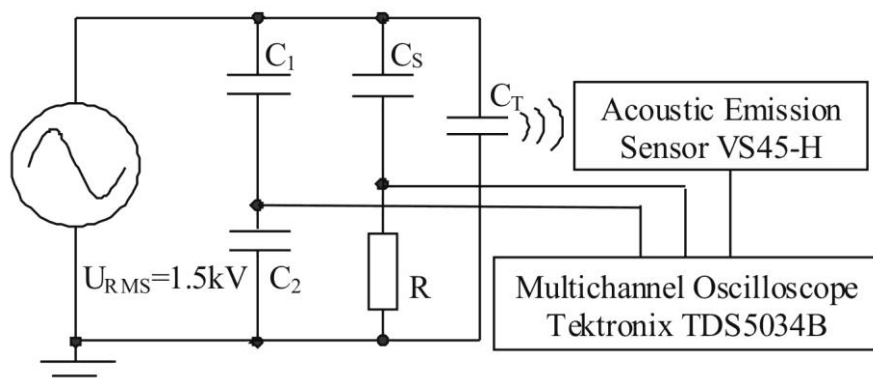 C1
CS
CT
Acoustic Emission
Sensor VS45-H
URMS=1.5kV
C2
R
Multichannel Oscilloscope
Tektronix TDS5034B